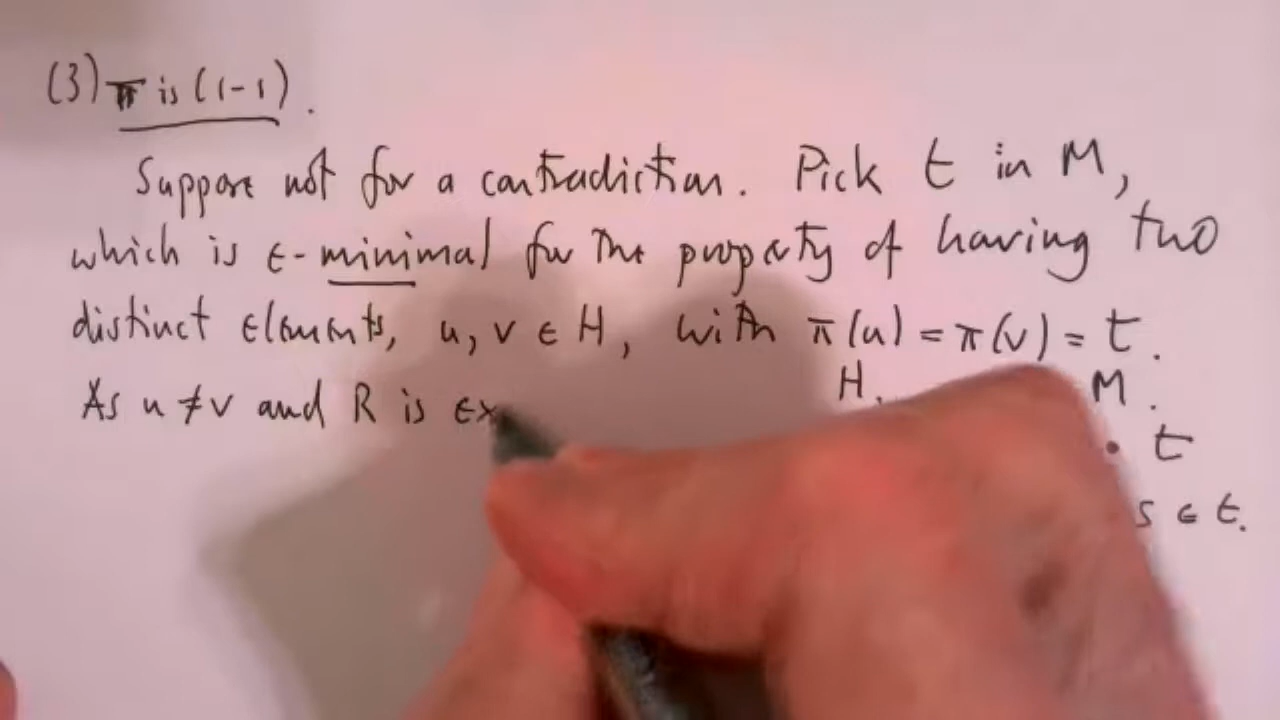 (3) π is (1-1).
Suppose not for a contradiction. Pick t in M,
which is ∈-minimal for the property of having two
distinct elements, u, v ∈ H, with π(u) = π(v) = t.
As u ≠ v and R is ex
H. M.
t
s ∈ t.